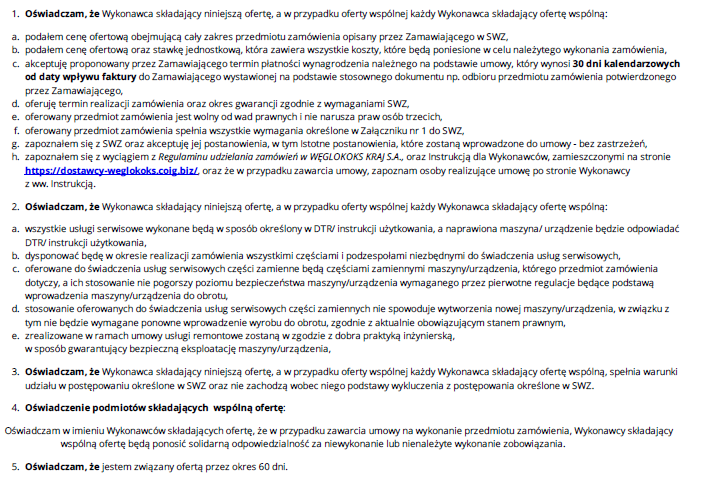 1. Oświadczam, że Wykonawca składający niniejszą ofertę, a w przypadku oferty wspólnej każdy Wykonawca składający ofertę wspólną:
a. podałem cenę ofertową obejmującą cały zakres przedmiotu zamówienia opisany przez Zamawiającego w SWZ,
b. podałem cenę ofertową oraz stawkę jednostkową, która zawiera wszystkie koszty, które będą poniesione w celu należytego wykonania zamówienia,
c. akceptuję proponowany przez Zamawiającego termin płatności wynagrodzenia należnego na podstawie umowy, który wynosi 30 dni kalendarzowych
od daty wpływu faktury do Zamawiającego wystawionej na podstawie stosownego dokumentu np. odbioru przedmiotu zamówienia potwierdzonego
przez Zamawiającego,
d. oferuję termin realizacji zamówienia oraz okres gwarancji zgodnie z wymaganiami SWZ,
e. oferowany przedmiot zamówienia jest wolny od wad prawnych i nie narusza praw osób trzecich,
f. oferowany przedmiot zamówienia spełnia wszystkie wymagania określone w Załączniku nr 1 do SWZ,
g. zapoznałem się z SWZ oraz akceptuję jej postanowienia, w tym Istotne postanowienia, które zostaną wprowadzone do umowy - bez zastrzeżeń,
h. zapoznałem się z wyciągiem z Regulaminu udzielania zamówień w WĘGLOKOKS KRAJ S.A., oraz Instrukcją dla Wykonawców, zamieszczonymi na stronie
https://dostawcy-weglokoks.coig.biz/, oraz że w przypadku zawarcia umowy, zapoznam osoby realizujące umowę po stronie Wykonawcy
z ww. Instrukcją.
2. Oświadczam, że Wykonawca składający niniejszą ofertę, a w przypadku oferty wspólnej każdy Wykonawca składający ofertę wspólną:
a. wszystkie usługi serwisowe wykonane będą w sposób określony w DTR/ instrukcji użytkowania, a naprawiona maszyna/ urządzenie będzie odpowiadać
DTR/ instrukcji użytkowania,
b. dysponować będę w okresie realizacji zamówienia wszystkimi częściami i podzespołami niezbędnymi do świadczenia usług serwisowych,
c. oferowane do świadczenia usług serwisowych części zamienne będą częściami zamiennymi maszyny/urządzenia, którego przedmiot zamówienia
dotyczy, a ich stosowanie nie pogorszy poziomu bezpieczeństwa maszyny/urządzenia wymaganego przez pierwotne regulacje będące podstawą
wprowadzenia maszyny/urządzenia do obrotu,
d. stosowanie oferowanych do świadczenia usług serwisowych części zamiennych nie spowoduje wytworzenia nowej maszyny/urządzenia, w związku z
tym nie będzie wymagane ponowne wprowadzenie wyrobu do obrotu, zgodnie z aktualnie obowiązującym stanem prawnym,
e. zrealizowane w ramach umowy usługi remontowe zostaną w zgodzie z dobra praktyką inżynierską,
w sposób gwarantujący bezpieczną eksploatację maszyny/urządzenia,
3. Oświadczam, że Wykonawca składający niniejszą ofertę, a w przypadku oferty wspólnej każdy Wykonawca składający ofertę wspólną, spełnia warunki
udziału w postępowaniu określone w SWZ oraz nie zachodzą wobec niego podstawy wykluczenia z postępowania określone w SWZ.
4. Oświadczenie podmiotów składających wspólną ofertę:
Oświadczam w imieniu Wykonawców składających ofertę, że w przypadku zawarcia umowy na wykonanie przedmiotu zamówienia, Wykonawcy składający
wspólną ofertę będą ponosić solidarną odpowiedzialność za niewykonanie lub nienależyte wykonanie zobowiązania.
5. Oświadczam, że jestem związany ofertą przez okres 60 dni.